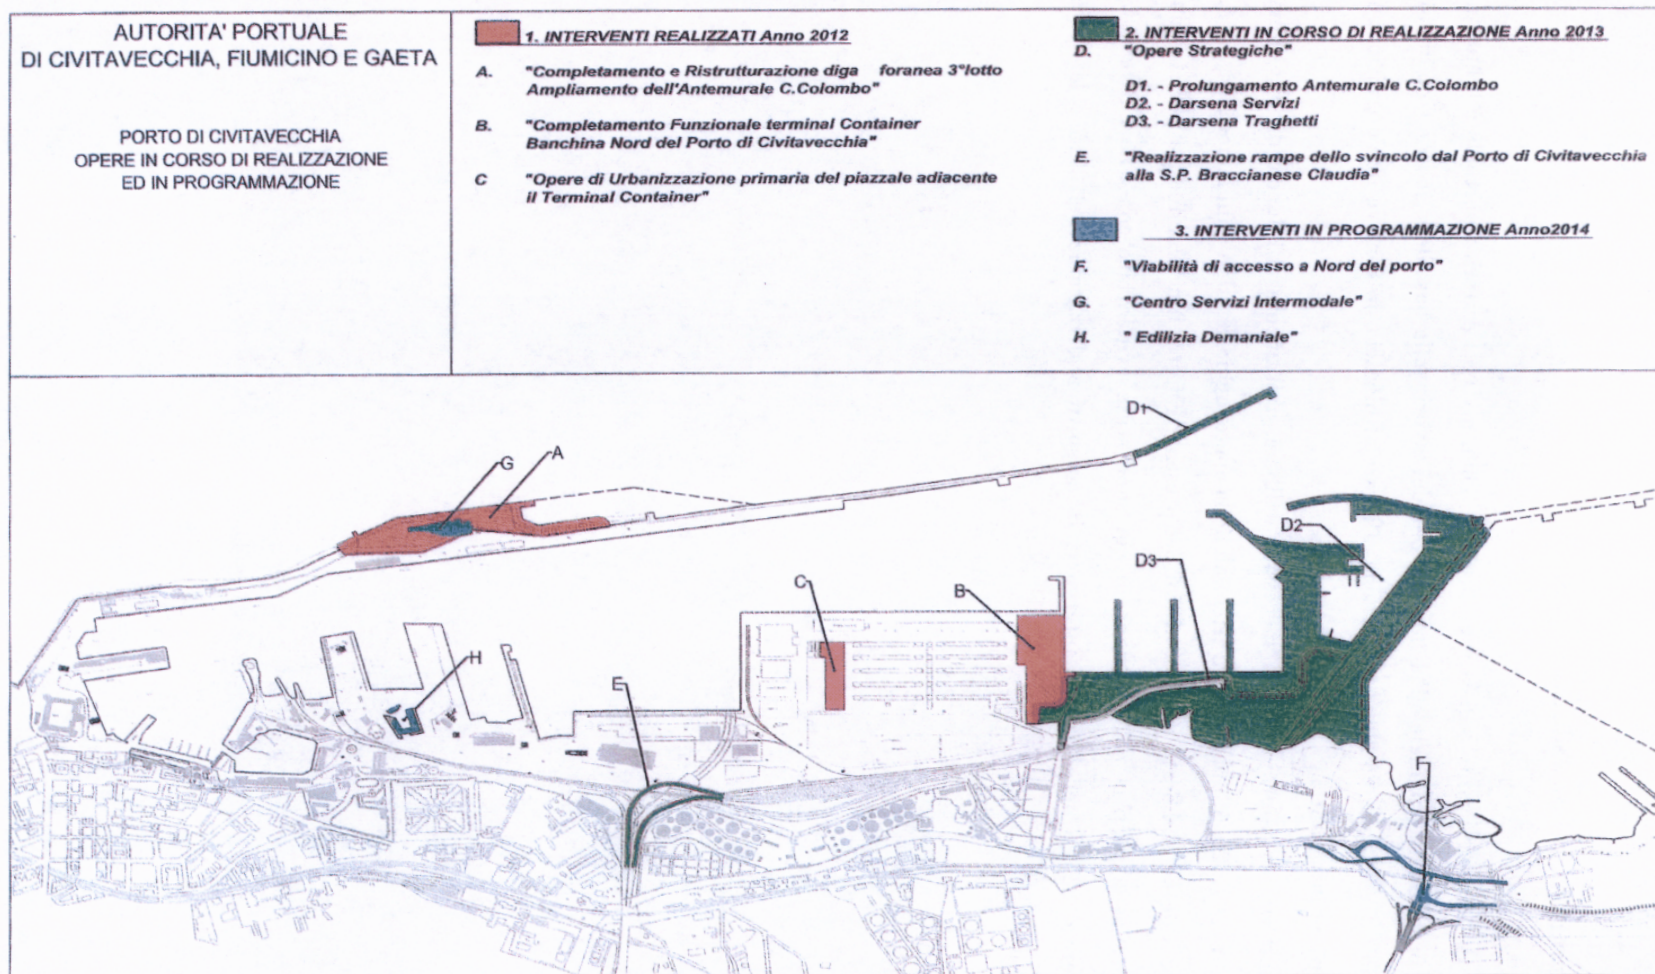 AUTORITA' PORTUALE
DI CIVITAVECCHIA, FIUMICINO E GAETA
PORTO DI CIVITAVECCHIA
OPERE IN CORSO DI REALIZZAZIONE
ED IN PROGRAMMAZIONE
1. INTERVENTI REALIZZATI Anno 2012
A. "Completamento e Ristrutturazione diga foranea 3°lotto
Ampliamento dell'Antemurale C.Colombo"
B. "Completamento Funzionale terminal Container
Banchina Nord del Porto di Civitavecchia"
C "Opere di Urbanizzazione primaria del piazzale adiacente
il Terminal Container"
2. INTERVENTI IN CORSO DI REALIZZAZIONE Anno 2013
D. "Opere Strategiche"
D1. - Prolungamento Antemurale C.Colombo
D2. - Darsena Servizi
D3. - Darsena Traghetti
E. "Realizzazione rampe dello svincolo dal Porto di Civitavecchia
alla S.P. Braccianese Claudia"
3. INTERVENTI IN PROGRAMMAZIONE Anno2014
F. "Viabilità di accesso a Nord del porto"
G. "Centro Servizi Intermodale"
H. " Edilizia Demaniale"
D1
A
G
D2
D3
C
B
H
E
F